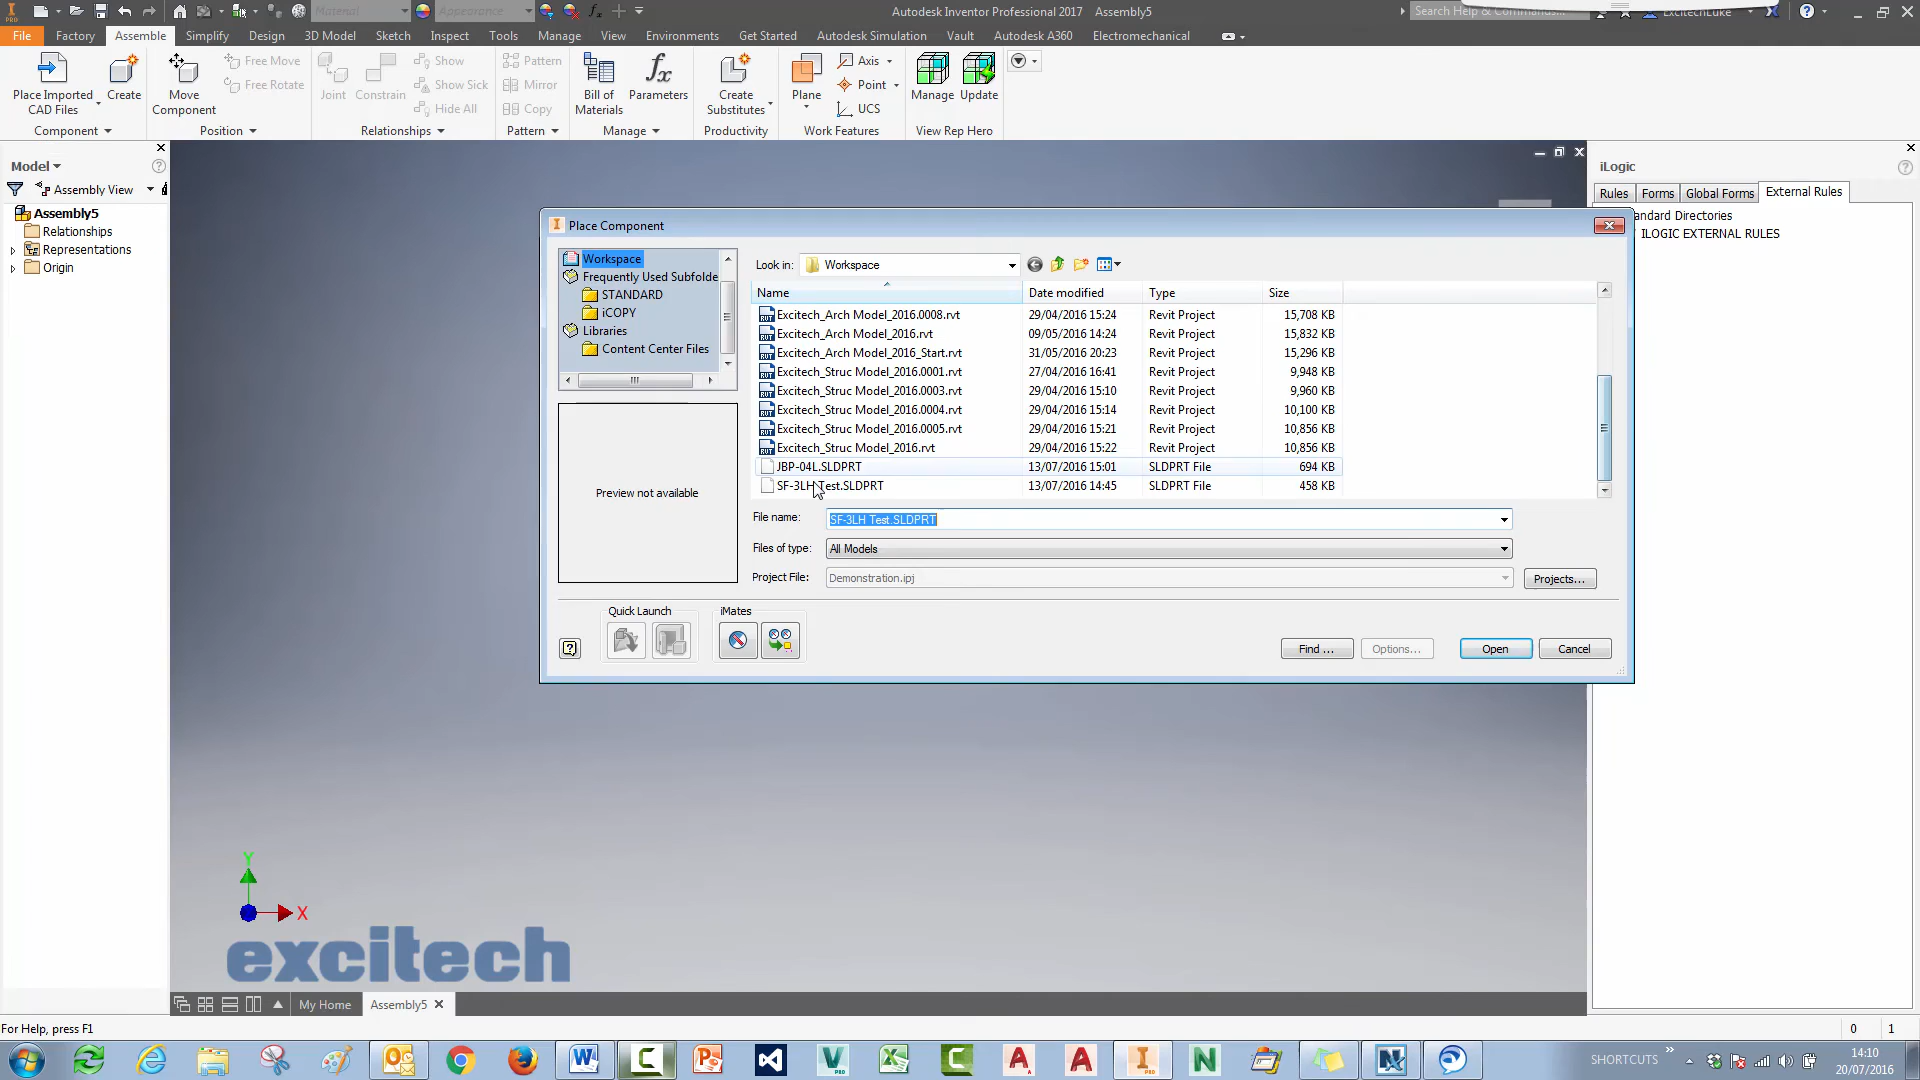 Material
Appearance
Autodesk Inventor Professional 2017 Assembly5
Search Help & Commands...
ExcitechLuke
File Factory Assemble Simplify Design 3D Model Sketch Inspect Tools Manage View Environments Get Started Autodesk Simulation Vault Autodesk A360 Electromechanical
Place Imported CAD Files
Create
Move Component
Free Move
Free Rotate
Joint
Constrain
Show
Show Sick
Hide All
Pattern
Mirror
Copy
Bill of Materials
Parameters
Create Substitutes
Plane
Axis
Point
UCS
Manage
Update
Component
Position
Relationships
Pattern
Manage
Productivity
Work Features
View Rep Hero
Model
Assembly View
Assembly5
Relationships
Representations
Origin
iLogic
Rules Forms Global Forms External Rules
ndard Directories
ILOGIC EXTERNAL RULES
Place Component
Workspace
Frequently Used Subfolde
STANDARD
iCOPY
Libraries
Content Center Files
Preview not available
Look in: Workspace
Name Date modified Type Size
Excitech_Arch Model_2016.0008.rvt 29/04/2016 15:24 Revit Project 15,708 KB
Excitech_Arch Model_2016.rvt 09/05/2016 14:24 Revit Project 15,832 KB
Excitech_Arch Model_2016_Start.rvt 31/05/2016 20:23 Revit Project 15,296 KB
Excitech_Struc Model_2016.0001.rvt 27/04/2016 16:41 Revit Project 9,948 KB
Excitech_Struc Model_2016.0003.rvt 29/04/2016 15:10 Revit Project 9,960 KB
Excitech_Struc Model_2016.0004.rvt 29/04/2016 15:14 Revit Project 10,100 KB
Excitech_Struc Model_2016.0005.rvt 29/04/2016 15:21 Revit Project 10,856 KB
Excitech_Struc Model_2016.rvt 29/04/2016 15:22 Revit Project 10,856 KB
JBP-04L.SLDPRT 13/07/2016 15:01 SLDPRT File 694 KB
SF-3LH Test.SLDPRT 13/07/2016 14:45 SLDPRT File 458 KB
File name: SF-3LH Test.SLDPRT
Files of type: All Models
Project File: Demonstration.ipj
Projects...
Quick Launch
iMates
Find ...
Options...
Open
Cancel
Y
X
excitech
My Home
Assembly5
For Help, press F1
0 1
SHORTCUTS
14:10
20/07/2016